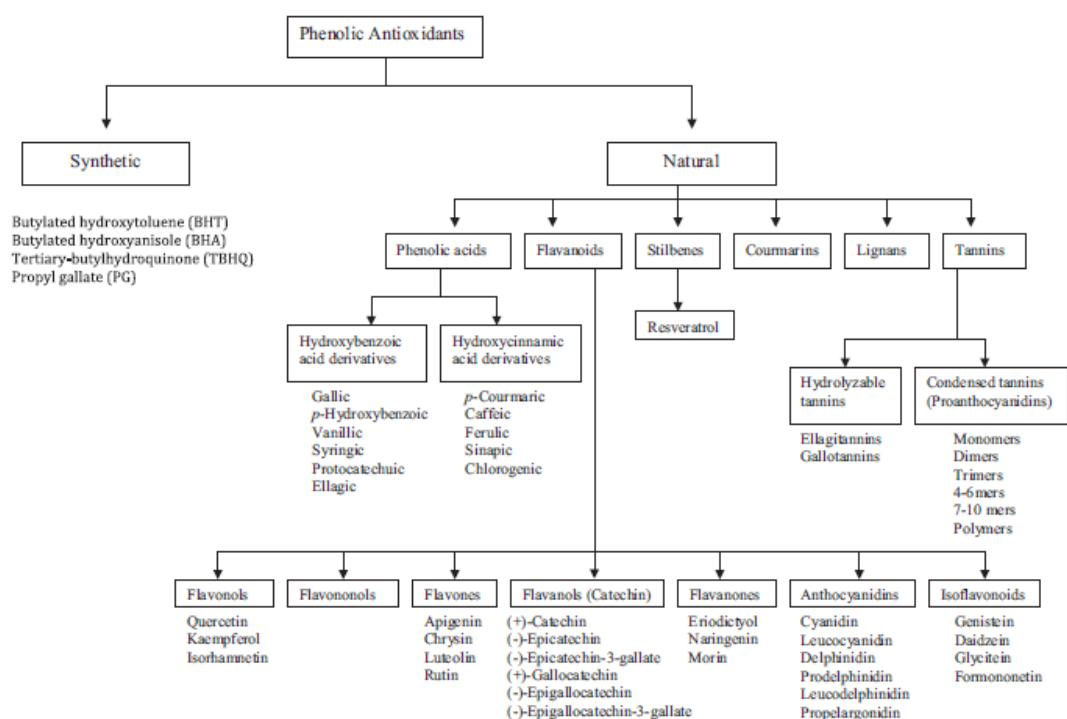 Phenolic Antioxidants
Synthetic
Natural
Butylated hydroxytoluene (BHT)
Butylated hydroxyanisole (BHA)
Tertiary-butylhydroquinone (TBHQ)
Propyl gallate (PG)
Phenolic acids
Flavanoids
Stilbenes
Courmarins
Lignans
Tannins
Resveratrol
Hydroxybenzoic
acid derivatives
Gallic
p-Hydroxybenzoic
Vanillic
Syringic
Protocatechuic
Ellagic
Hydroxycinnamic
acid derivatives
p-Courmaric
Caffeic
Ferulic
Sinapic
Chlorogenic
Hydrolyzable
tannins
Ellagitannins
Gallotannins
Condensed tannins
(Proanthocyanidins)
Monomers
Dimers
Trimers
4-6mers
7-10 mers
Polymers
Flavonols
Quercetin
Kaempferol
Isorhamnetin
Flavononols
Flavones
Apigenin
Chrysin
Luteolin
Rutin
Flavanols (Catechin)
(+)-Catechin
(-)-Epicatechin
(-)-Epicatechin-3-gallate
(+)-Gallocatechin
(-)-Epigallocatechin
(-)-Epigallocatechin-3-gallate
Flavanones
Eriodictyol
Naringenin
Morin
Anthocyanidins
Cyanidin
Leucocyanidin
Delphinidin
Prodelphinidin
Leucodelphinidin
Propelargonidin
Isoflavonoids
Genistein
Daidzein
Glycitein
Formononetin